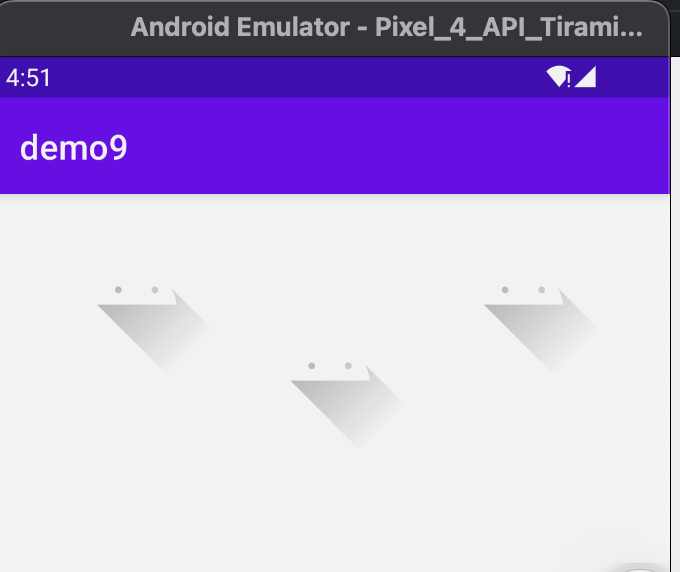 Android Emulator - Pixel_4_API_Tirami...
4:51
demo9